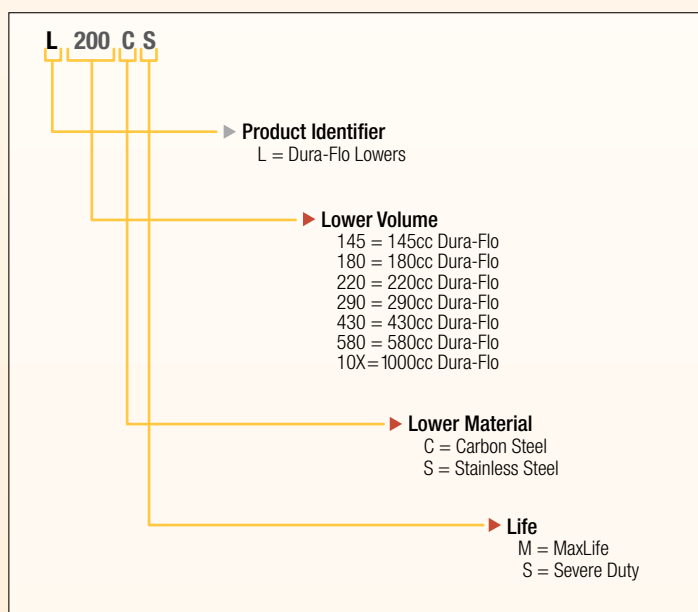 L 200 C S
Product Identifier
L = Dura-Flo Lowers
Lower Volume
145 = 145cc Dura-Flo
180 = 180cc Dura-Flo
220 = 220cc Dura-Flo
290 = 290cc Dura-Flo
430 = 430cc Dura-Flo
580 = 580cc Dura-Flo
10X=1000cc Dura-Flo
Lower Material
C = Carbon Steel
S = Stainless Steel
Life
M = MaxLife
S = Severe Duty